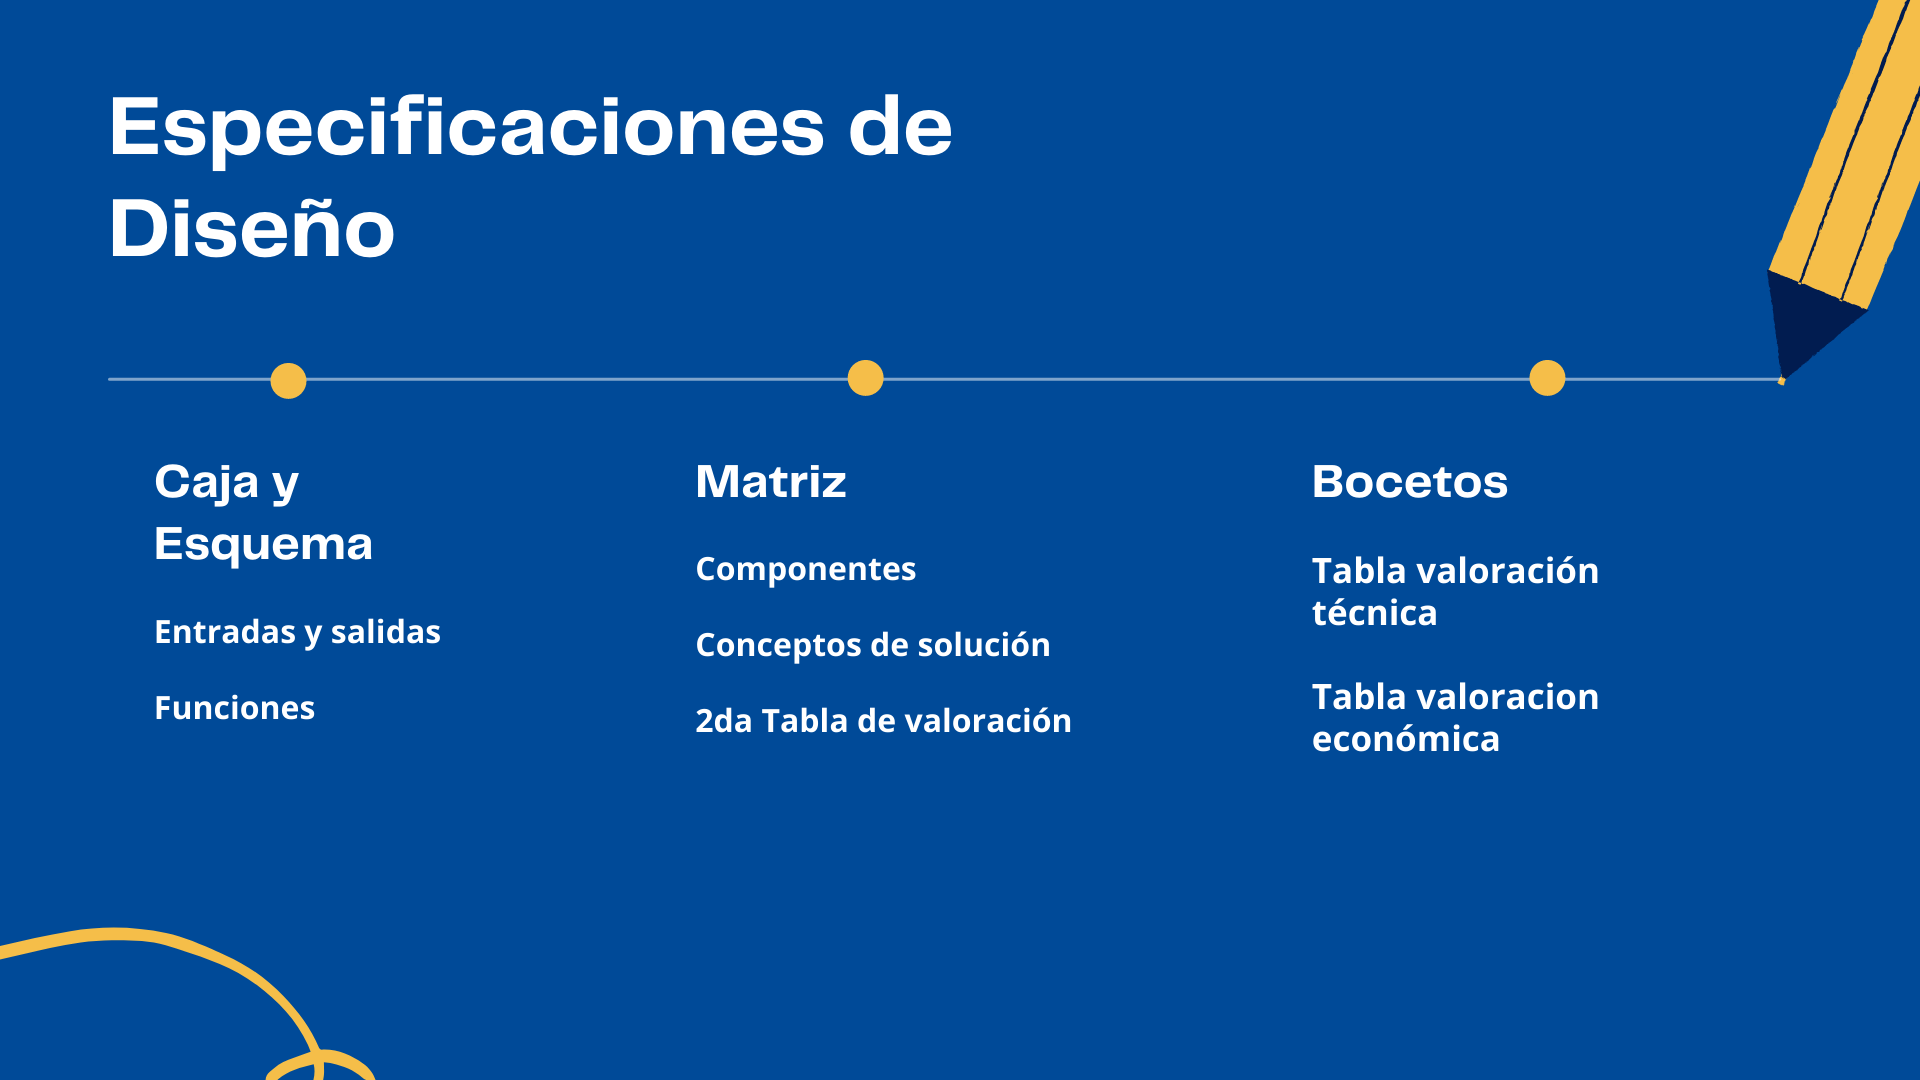 Especificaciones de
Diseño
Caja y
Esquema
Entradas y salidas
Funciones
Matriz
Componentes
Conceptos de solución
2da Tabla de valoración
Bocetos
Tabla valoración
técnica
Tabla valoracion
económica